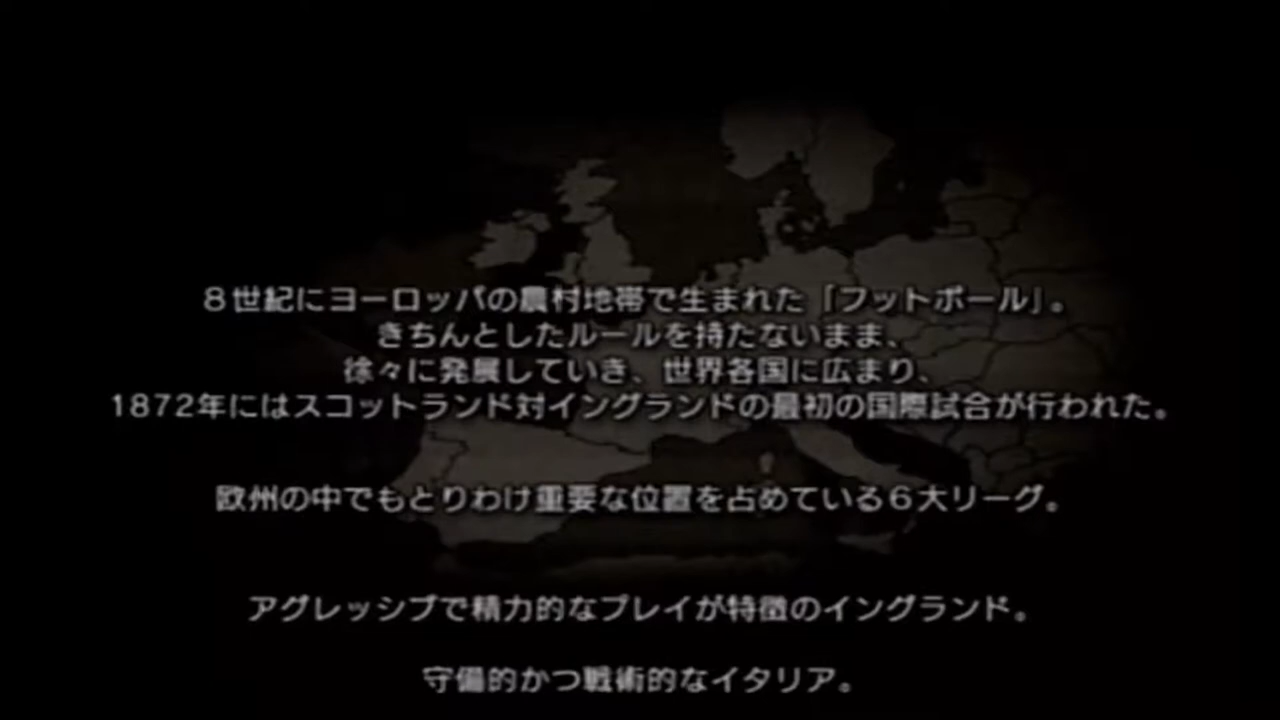 ８世紀にヨーロッパの農村地帯で生まれた「フットボール」。
きちんとしたルールを持たないまま、
徐々に発展していき、世界各国に広まり、
1872年にはスコットランド対イングランドの最初の国際試合が行われた。
欧州の中でもとりわけ重要な位置を占めている６大リーグ。
アグレッシブで精力的なプレイが特徴のイングランド。
守備的かつ戦術的なイタリア。